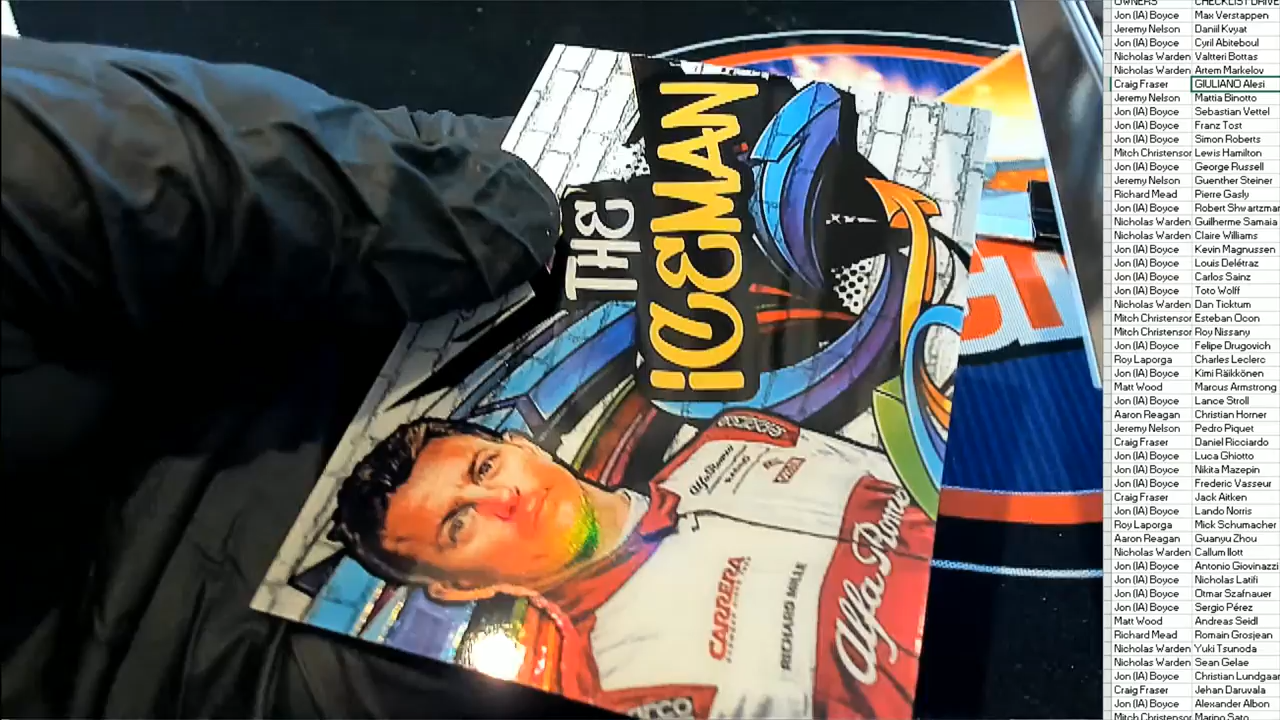 THE
ICEMAN
Alfa Romeo
RACING
CARRERA
RICHARD MILLE
Alfa Rome
OWNERS CHECKLIST DRIVE
Jon (IA) Boyce Max Verstappen
Jeremy Nelson Daniil Kvyat
Jon (IA) Boyce Cyril Abiteboul
Nicholas Warden Valtteri Bottas
Nicholas Warden Artem Markelov
Craig Fraser GIULIANO Alesi
Jeremy Nelson Mattia Binotto
Jon (IA) Boyce Sebastian Vettel
Jon (IA) Boyce Franz Tost
Jon (IA) Boyce Simon Roberts
Mitch Christensor Lewis Hamilton
Jon (IA) Boyce George Russell
Jeremy Nelson Guenther Steiner
Richard Mead Pierre Gasly
Jon (IA) Boyce Robert Shwartzmar
Nicholas Warden Guilherme Samaia
Nicholas Warden Claire Williams
Jon (IA) Boyce Kevin Magnussen
Jon (IA) Boyce Louis Delétraz
Jon (IA) Boyce Carlos Sainz
Jon (IA) Boyce Toto Wolff
Nicholas Warden Dan Ticktum
Mitch Christensor Esteban Ocon
Mitch Christensor Roy Nissany
Jon (IA) Boyce Felipe Drugovich
Roy Laporga Charles Leclerc
Jon (IA) Boyce Kimi Räikkönen
Matt Wood Marcus Armstrong
Jon (IA) Boyce Lance Stroll
Aaron Reagan Christian Horner
Jeremy Nelson Pedro Piquet
Craig Fraser Daniel Ricciardo
Jon (IA) Boyce Luca Ghiotto
Jon (IA) Boyce Nikita Mazepin
Jon (IA) Boyce Frederic Vasseur
Craig Fraser Jack Aitken
Jon (IA) Boyce Lando Norris
Roy Laporga Mick Schumacher
Aaron Reagan Guanyu Zhou
Nicholas Warden Callum Ilott
Jon (IA) Boyce Antonio Giovinazzi
Jon (IA) Boyce Nicholas Latifi
Jon (IA) Boyce Otmar Szafnauer
Jon (IA) Boyce Sergio Pérez
Matt Wood Andreas Seidl
Richard Mead Romain Grosjean
Nicholas Warden Yuki Tsunoda
Nicholas Warden Sean Gelae
Jon (IA) Boyce Christian Lundgaar
Craig Fraser Jehan Daruvala
Jon (IA) Boyce Alexander Albon
Mitch Christensor Marino Sato